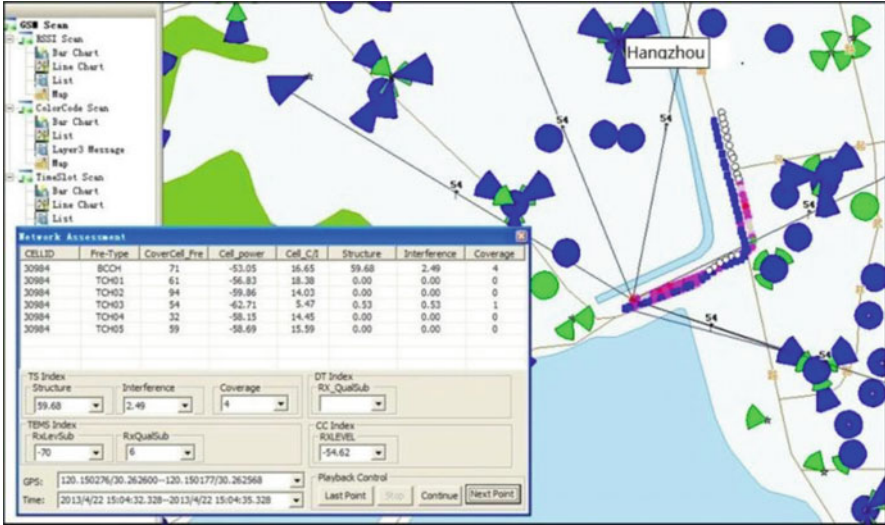 GSM Scan
RSSI Scan
Bar Chart
Line Chart
List
Map
ColorCode Scan
Bar Chart
List
Layer3 Message
Map
TimeSlot Scan
Bar Chart
Line Chart
List
Hangzhou
54
54
54
54
54
54
Network Assessment
CELLID Fre-Type CoverCell_Fre Cell_power Cell_C/I Structure Interference Coverage
30984 BCCH 71 -53.05 16.65 59.68 2.49 4
30984 TCH01 61 -56.83 18.38 0.00 0.00 0
30984 TCH02 94 -59.86 14.03 0.00 0.00 0
30984 TCH03 54 -62.71 5.47 0.53 0.53 1
30984 TCH04 32 -58.15 14.45 0.00 0.00 0
30984 TCH05 59 -58.69 15.59 0.00 0.00 0
TS Index DT Index
Structure Interference Coverage RX_QualSub
59.68 2.49 4
TEMS Index CC Index
RxLevSub RxQualSub RXLEVEL
-70 6 -54.62
GPS: 120.150276/30.262600--120.150177/30.262568
Playback Control
Time: 2013/4/22 15:04:32.328--2013/4/22 15:04:35.328
Last Point Stop Continue Next Point